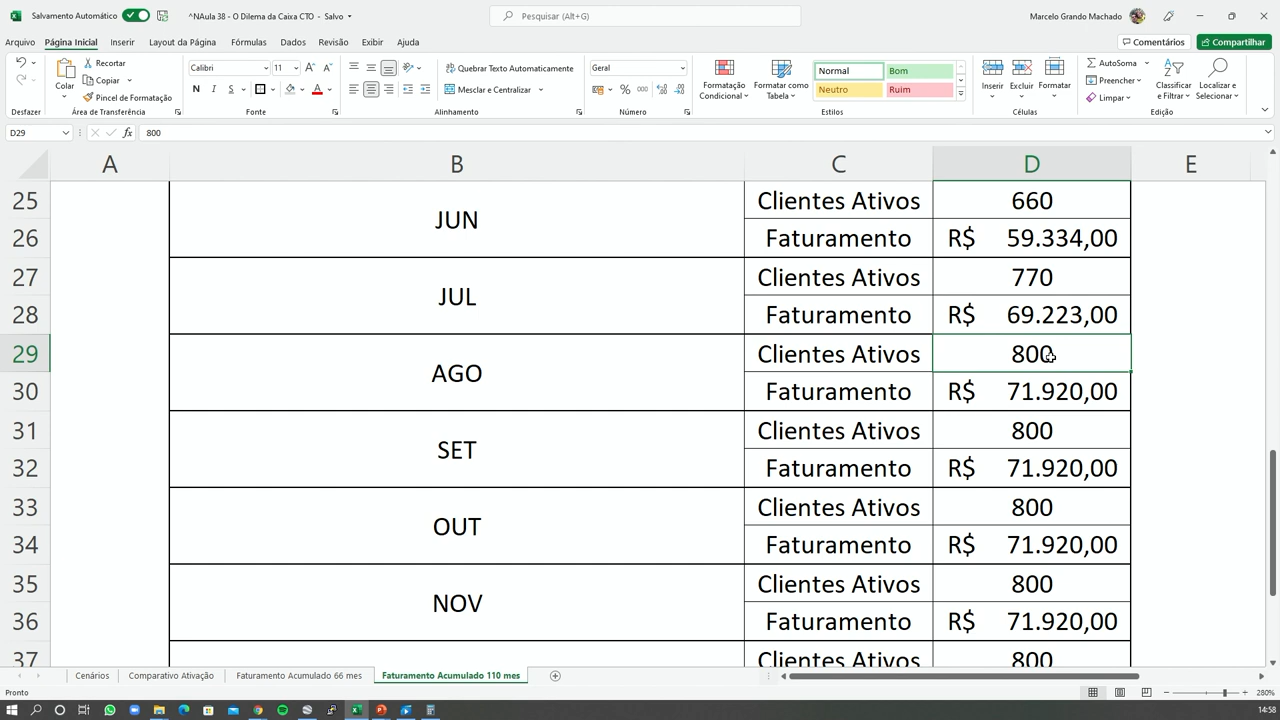 Salvamento Automático
^NAula 38 - O Dilema da Caixa CTO - Salvo
Pesquisar (Alt+G)
Marcelo Grando Machado
Arquivo Página Inicial Inserir Layout da Página Fórmulas Dados Revisão Exibir Ajuda
Comentários
Compartilhar
Colar
Recortar
Copiar
Pincel da Formatação
Calibri 11
N I S
Quebrar Texto Automaticamente
Mesclar e Centralizar
Geral
% 000
Formatação Condicional
Formatar como Tabela
Normal Bom
Neutro Ruim
Inserir Excluir Formatar
AutoSoma
Preencher
Limpar
Classificar e Filtrar
Localizar e Selecionar
Desfazer Área de Transferência Fonte Alinhamento Número Estilos Células Edição
D29 fx 800
A B C D E
25 JUN Clientes Ativos 660
26 Faturamento R$ 59.334,00
27 JUL Clientes Ativos 770
28 Faturamento R$ 69.223,00
29 AGO Clientes Ativos 800
30 Faturamento R$ 71.920,00
31 SET Clientes Ativos 800
32 Faturamento R$ 71.920,00
33 OUT Clientes Ativos 800
34 Faturamento R$ 71.920,00
35 NOV Clientes Ativos 800
36 Faturamento R$ 71.920,00
37 Clientes Ativos 800
Cenários Comparativo Ativação Faturamento Acumulado 66 mes Faturamento Acumulado 110 mes
Pronto
280%
14:58